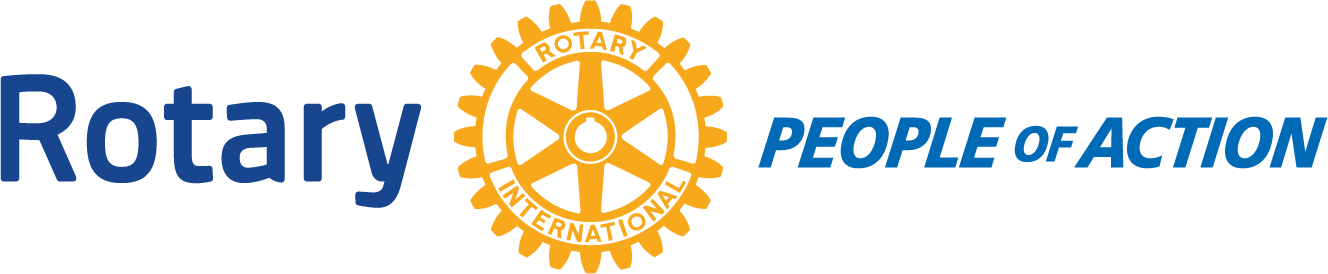 Rotary
ROTARY
INTERNATIONAL
PEOPLE OF ACTION